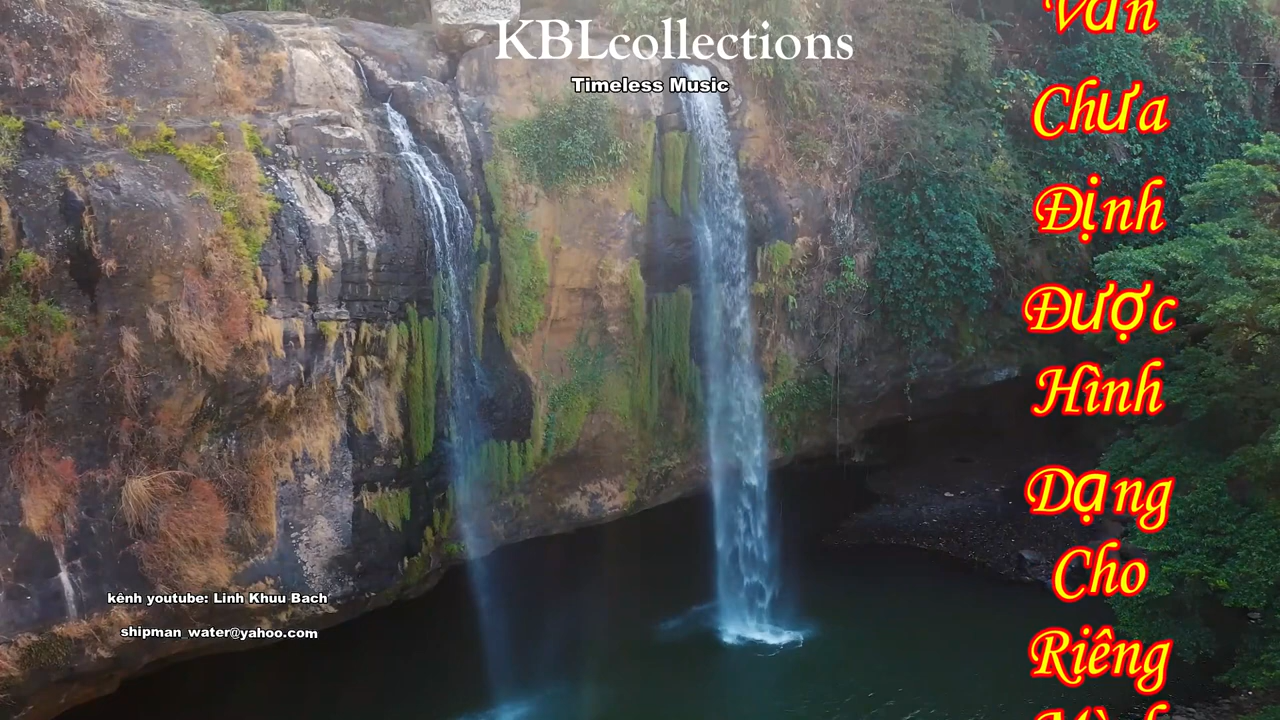 KBLcollections
Timeless Music
Vẫn
Chưa
Định
Được
Hình
Dạng
Cho
Riêng
Mình
kênh youtube: Linh Khuu Bach
shipman_water@yahoo.com